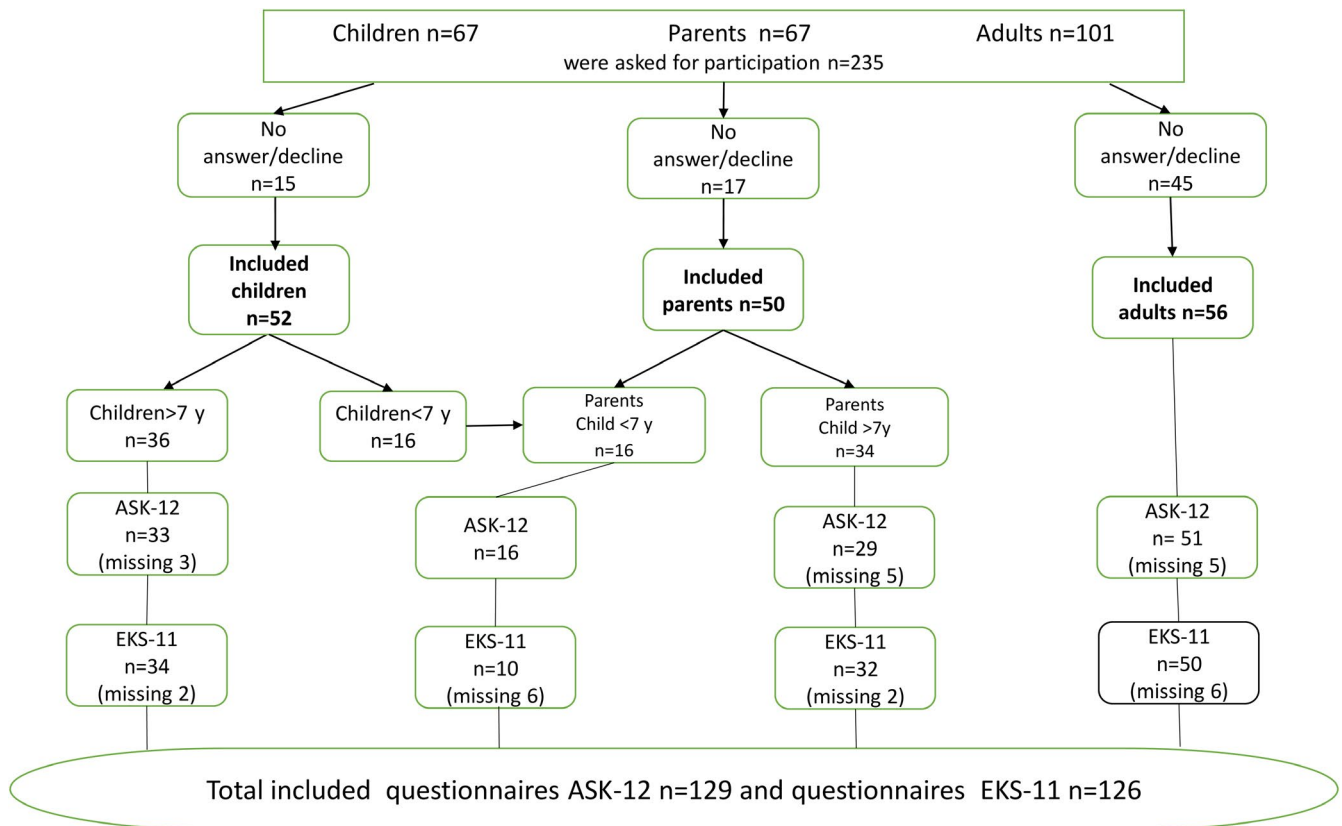 Children n=67 Parents n=67 Adults n=101
were asked for participation n=235
No
answer/decline
n=15
No
answer/decline
n=17
No
answer/decline
n=45
Included
children
n=52
Included
parents n=50
Included
adults n=56
Children>7 y
n=36
Children<7 y
n=16
Parents
Child <7 y
n=16
Parents
Child >7y
n=34
ASK-12
n=33
(missing 3)
ASK-12
n=16
ASK-12
n=29
(missing 5)
ASK-12
n= 51
(missing 5)
EKS-11
n=34
(missing 2)
EKS-11
n=10
(missing 6)
EKS-11
n=32
(missing 2)
EKS-11
n=50
(missing 6)
Total included questionnaires ASK-12 n=129 and questionnaires EKS-11 n=126